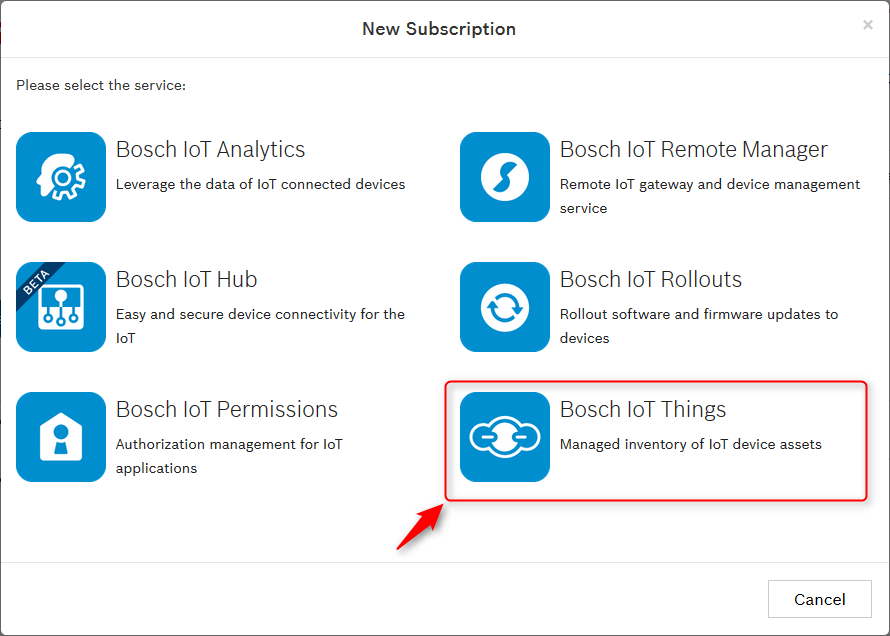 New Subscription
×
Please select the service:
Bosch IoT Analytics
Leverage the data of IoT connected devices
Bosch IoT Remote Manager
Remote IoT gateway and device management
service
BETA
Bosch IoT Hub
Easy and secure device connectivity for the
IoT
Bosch IoT Rollouts
Rollout software and firmware updates to
devices
Bosch IoT Permissions
Authorization management for IoT
applications
Bosch IoT Things
Managed inventory of IoT device assets
Cancel